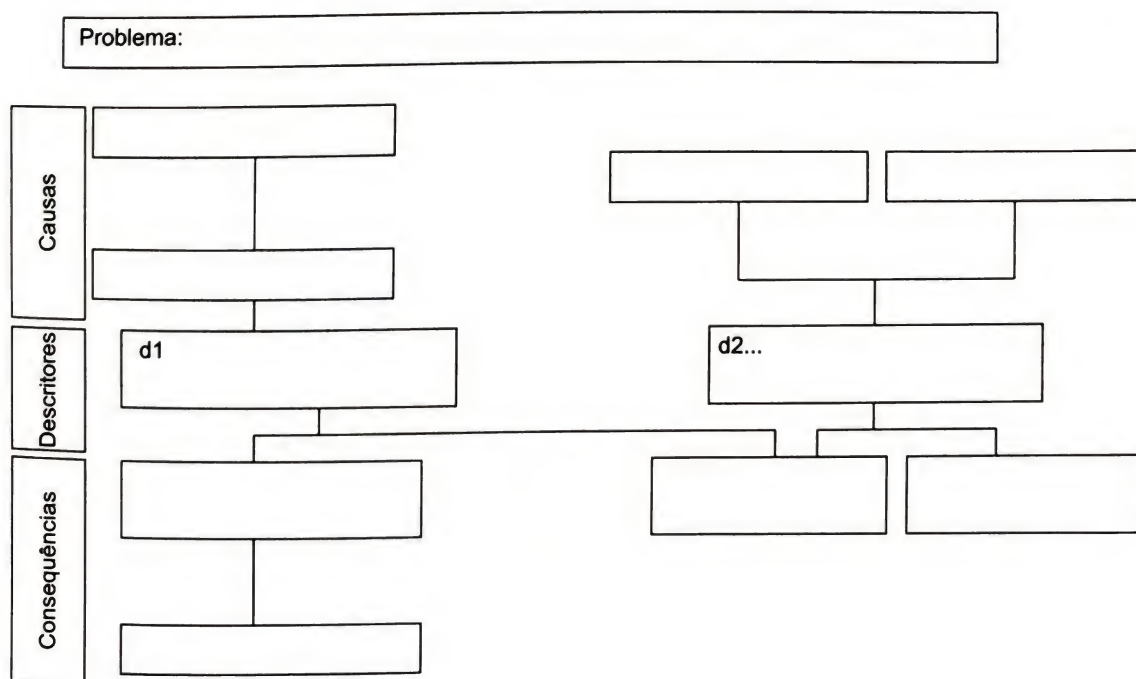 Problema:
Causas
Descritores
d1
d2...
Consequências